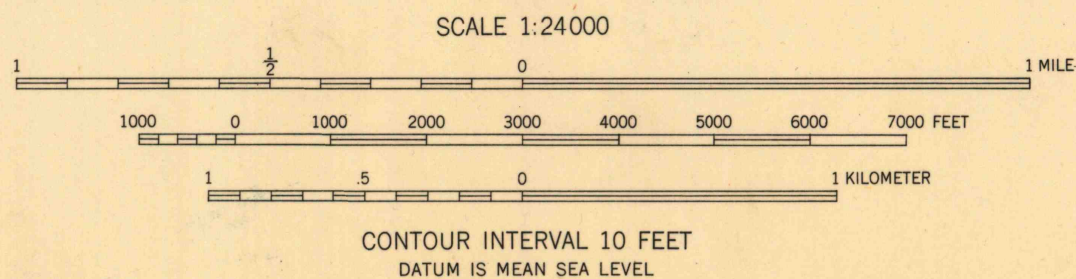 SCALE 1:24000
1 1/2 0 1 MILE
1000 0 1000 2000 3000 4000 5000 6000 7000 FEET
1 .5 0 1 KILOMETER
CONTOUR INTERVAL 10 FEET
DATUM IS MEAN SEA LEVEL